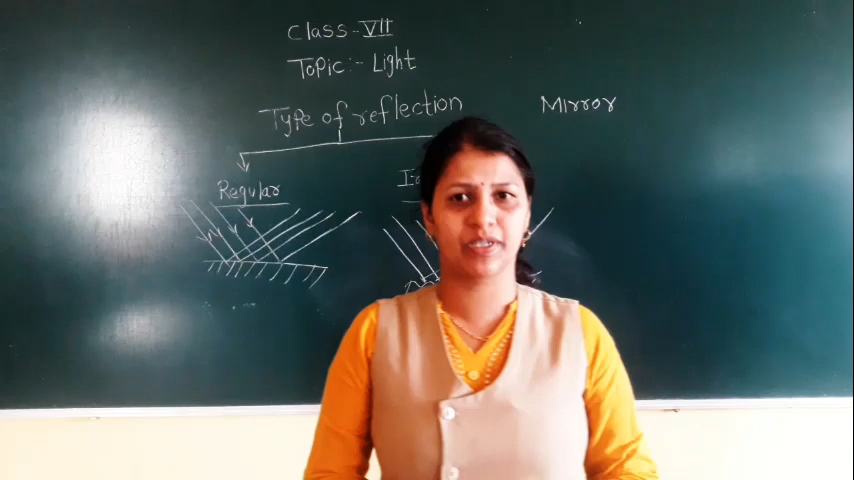 Class - VII
Topic:- Light
Type of reflection
Mirror
Regular